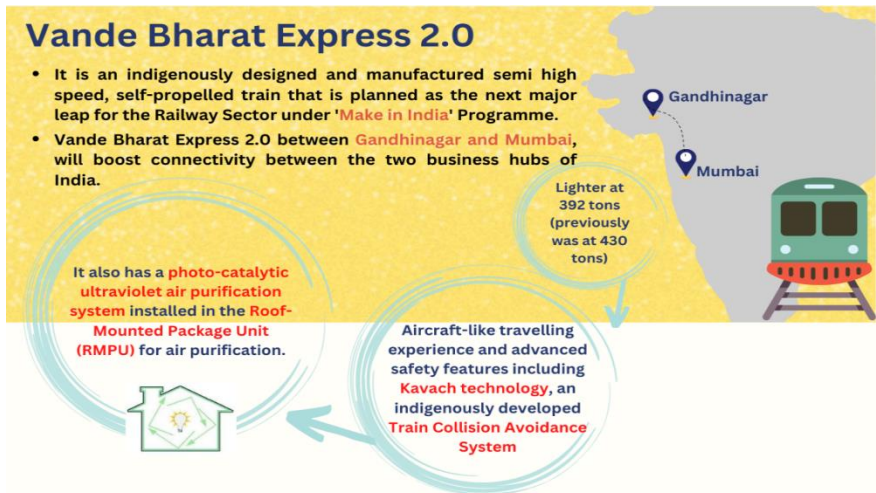 Vande Bharat Express 2.0
• It is an indigenously designed and manufactured semi high
speed, self-propelled train that is planned as the next major
leap for the Railway Sector under 'Make in India' Programme.
• Vande Bharat Express 2.0 between Gandhinagar and Mumbai,
will boost connectivity between the two business hubs of
India.
Gandhinagar
Mumbai
Lighter at
392 tons
(previously
was at 430
tons)
Aircraft-like travelling
experience and advanced
safety features including
Kavach technology, an
indigenously developed
Train Collision Avoidance
System
It also has a photo-catalytic
ultraviolet air purification
system installed in the Roof-
Mounted Package Unit
(RMPU) for air purification.